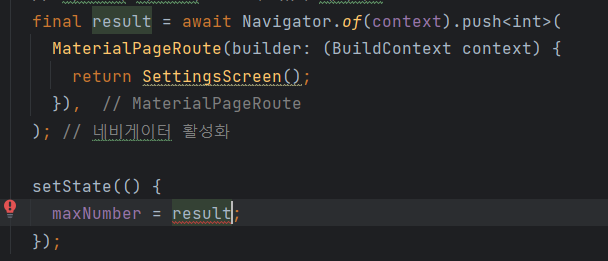 final result = await Navigator.of(context).push<int>(
MaterialPageRoute(builder: (BuildContext context) {
return SettingsScreen();
}), // MaterialPageRoute
); // 네비게이터 활성화
setState(() {
maxNumber = result;
});